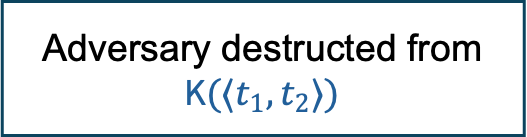 Adversary destructed from
K(⟨𝑡₁, 𝑡₂⟩)